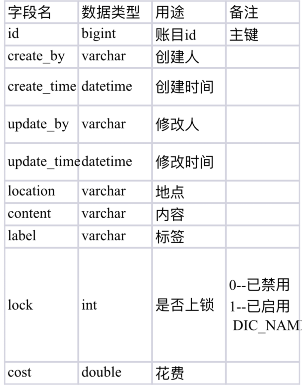 字段名 数据类型 用途 备注
id bigint 账目id 主键
create_by varchar 创建人
create_time datetime 创建时间
update_by varchar 修改人
update_time datetime 修改时间
location varchar 地点
content varchar 内容
label varchar 标签
lock int 是否上锁 0--已禁用
1--已启用
DIC_NAM
cost double 花费